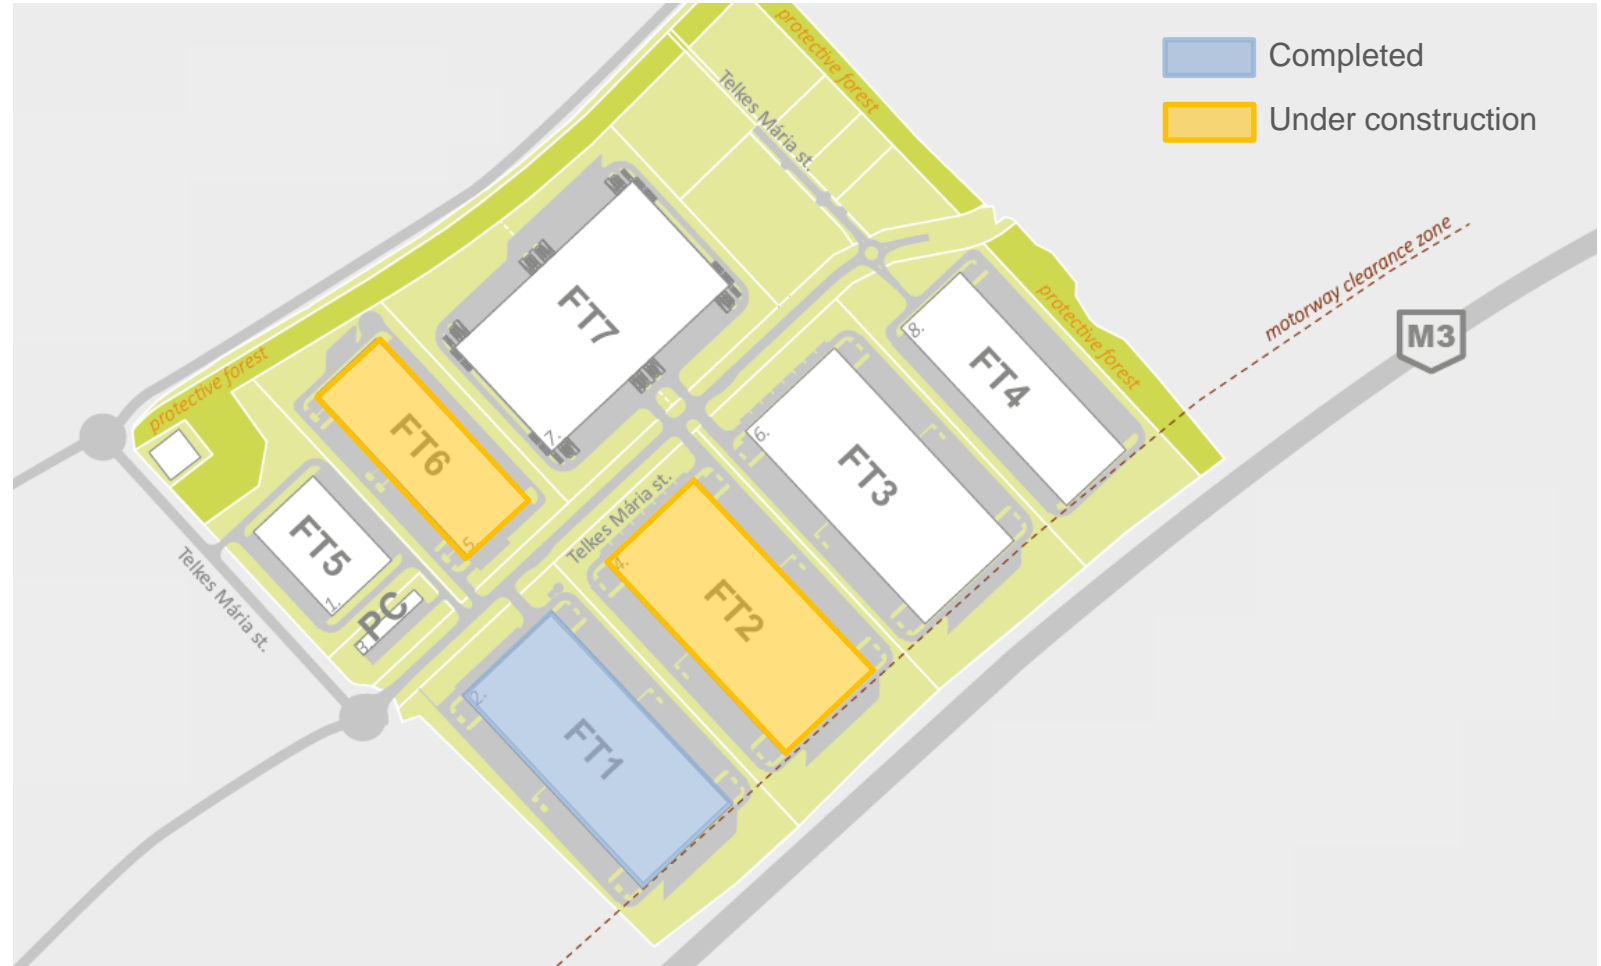 protective forest
Completed
Telkes Mária st.
Under construction
motorway clearance zone
FT7
7.
8.
FT4
protective forest
M3
protective forest
FT6
5.
6.
FT3
Telkes Mária st.
FT5
1.
4.
FT2
PC
3.
Telkes Mária st.
2.
FT1